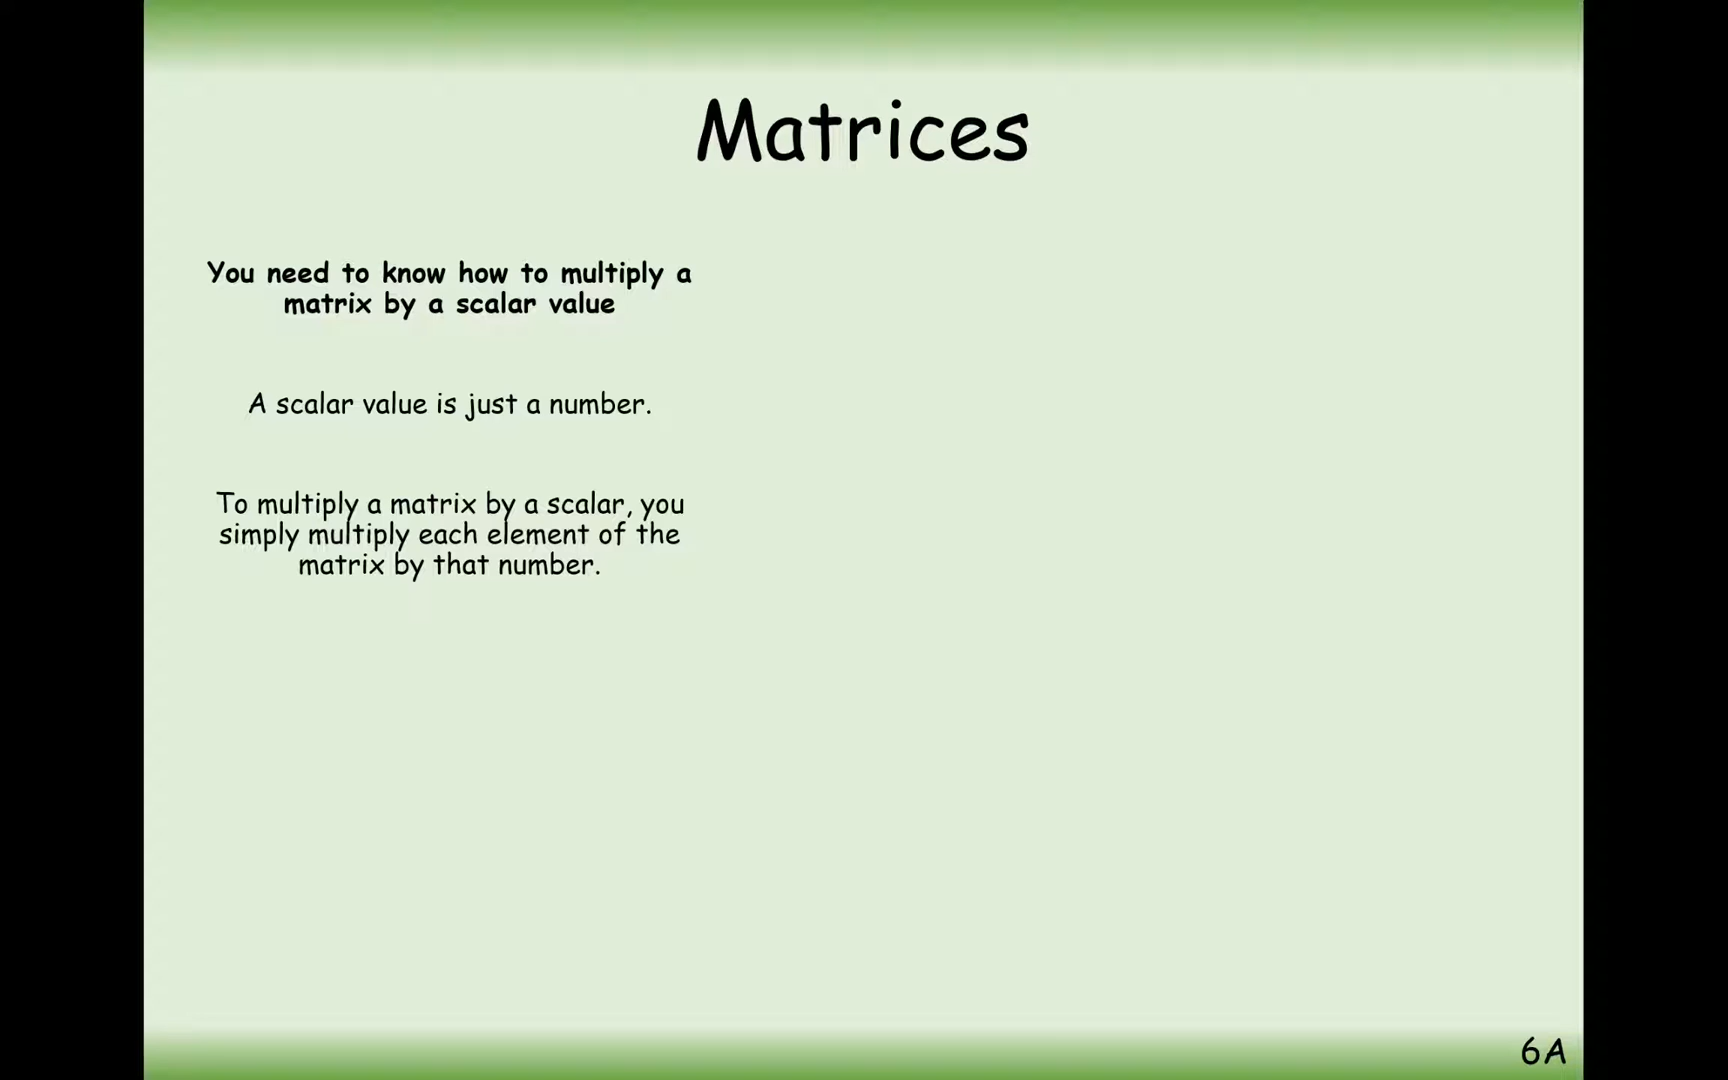 Matrices
You need to know how to multiply a
matrix by a scalar value
A scalar value is just a number.
To multiply a matrix by a scalar, you
simply multiply each element of the
matrix by that number.
6A